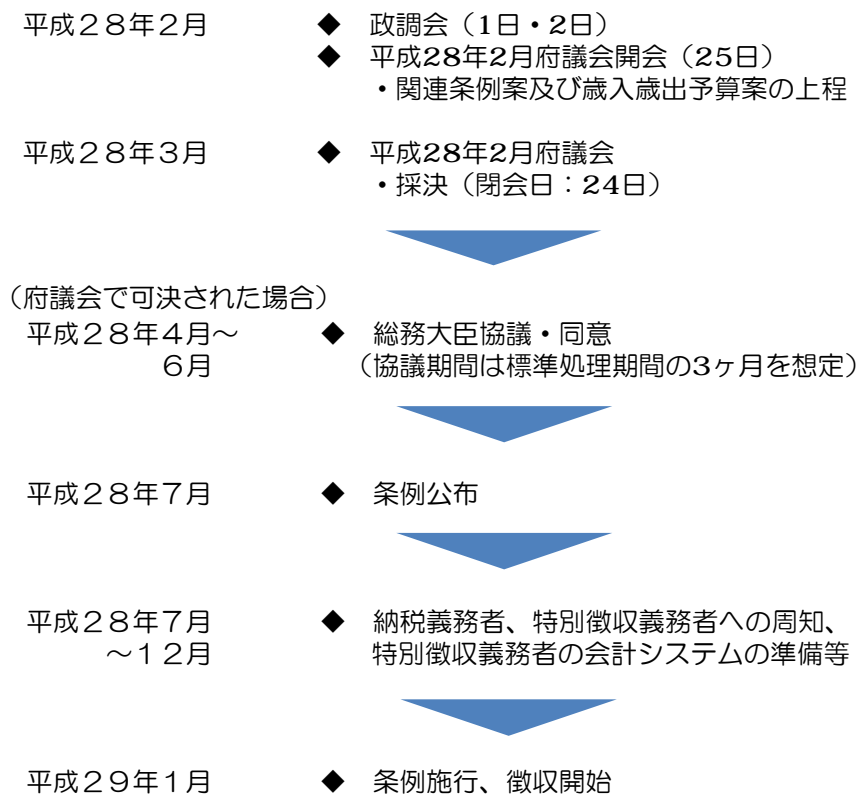 平成２８年２月　◆　政調会（1日・2日）
◆　平成28年2月府議会開会（25日）
・関連条例案及び歳入歳出予算案の上程
平成２８年３月　◆　平成28年2月府議会
・採決（閉会日：24日）
（府議会で可決された場合）
平成２８年４月～　◆　総務大臣協議・同意
６月　（協議期間は標準処理期間の3ヶ月を想定）
平成２８年７月　◆　条例公布
平成２８年７月　◆　納税義務者、特別徴収義務者への周知、
～１２月　特別徴収義務者の会計システムの準備等
平成２９年１月　◆　条例施行、徴収開始